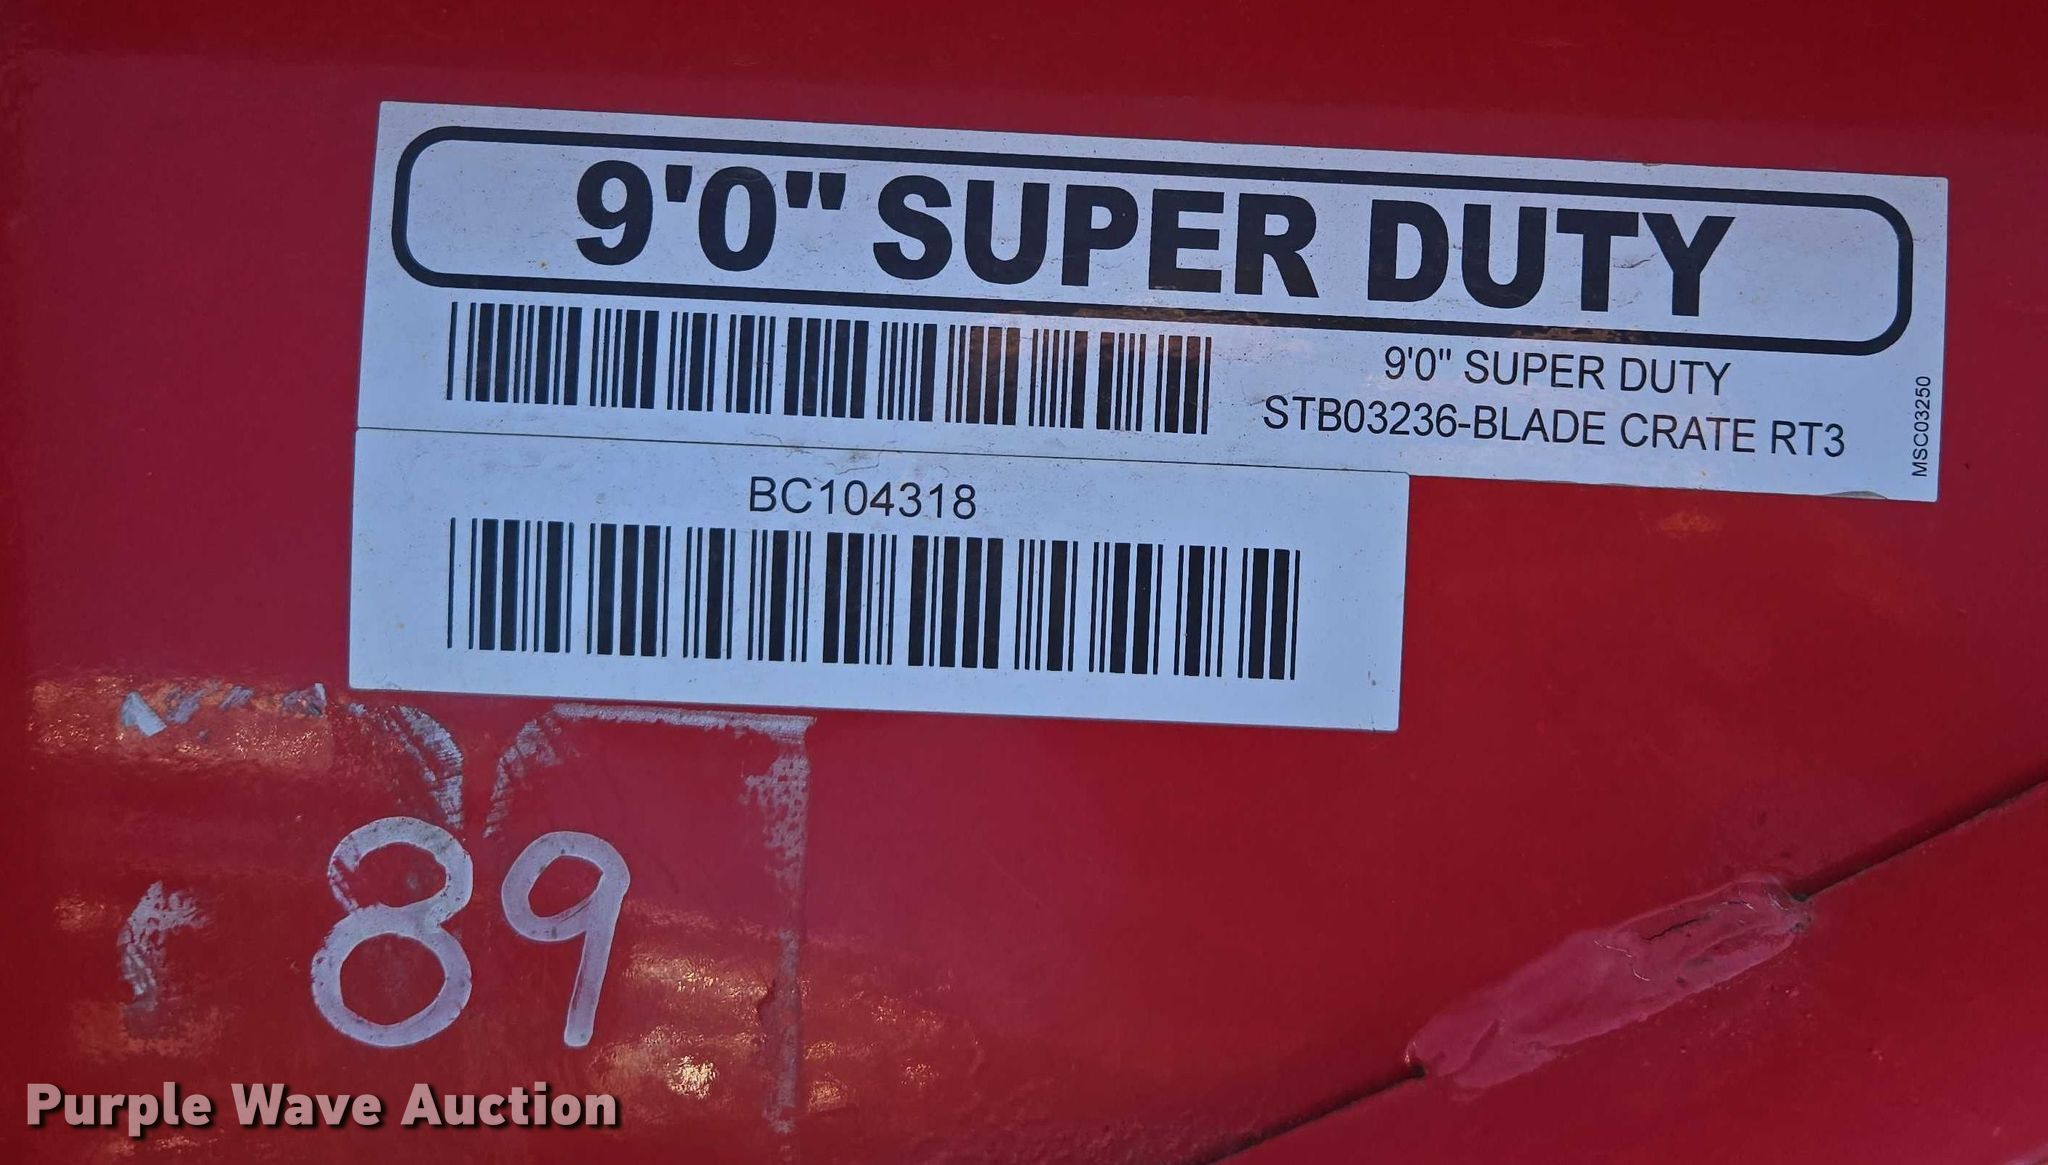 9'0" SUPER DUTY
9'0" SUPER DUTY
STB03236-BLADE CRATE RT3
MSC03250
BC104318
89
Purple Wave Auction